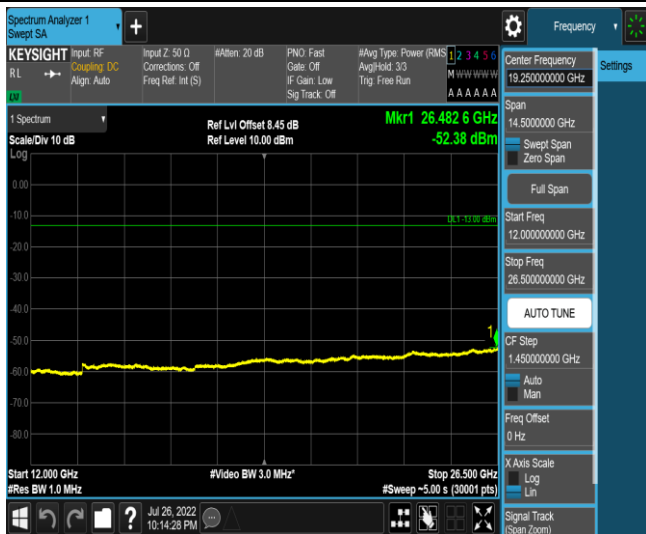 Spectrum Analyzer 1
Swept SA
Frequency
KEYSIGHT
RL
LXI
Input: RF
Coupling: DC
Align: Auto
Input Z: 50 Ω
Corrections: Off
Freq Ref: Int (S)
#Atten: 20 dB
PNO: Fast
Gate: Off
IF Gain: Low
Sig Track: Off
#Avg Type: Power (RMS
Avg|Hold: 3/3
Trig: Free Run
1 2 3 4 5 6
M W W W W W
A A A A A A
1 Spectrum
Scale/Div 10 dB
Log
Ref Lvl Offset 8.45 dB
Ref Level 10.00 dBm
Mkr1 26.482 6 GHz
-52.38 dBm
0.00
-10.0
DL1 -13.00 dBm
-20.0
-30.0
-40.0
1
-50.0
-60.0
-70.0
-80.0
Start 12.000 GHz
#Video BW 3.0 MHz*
Stop 26.500 GHz
#Res BW 1.0 MHz
#Sweep ~5.00 s (30001 pts)
?
Jul 26, 2022
10:14:28 PM
Center Frequency
19.250000000 GHz
Settings
Span
14.5000000 GHz
Swept Span
Zero Span
Full Span
Start Freq
12.000000000 GHz
Stop Freq
26.500000000 GHz
AUTO TUNE
CF Step
1.450000000 GHz
Auto
Man
Freq Offset
0 Hz
X Axis Scale
Log
Lin
Signal Track
(Span Zoom)